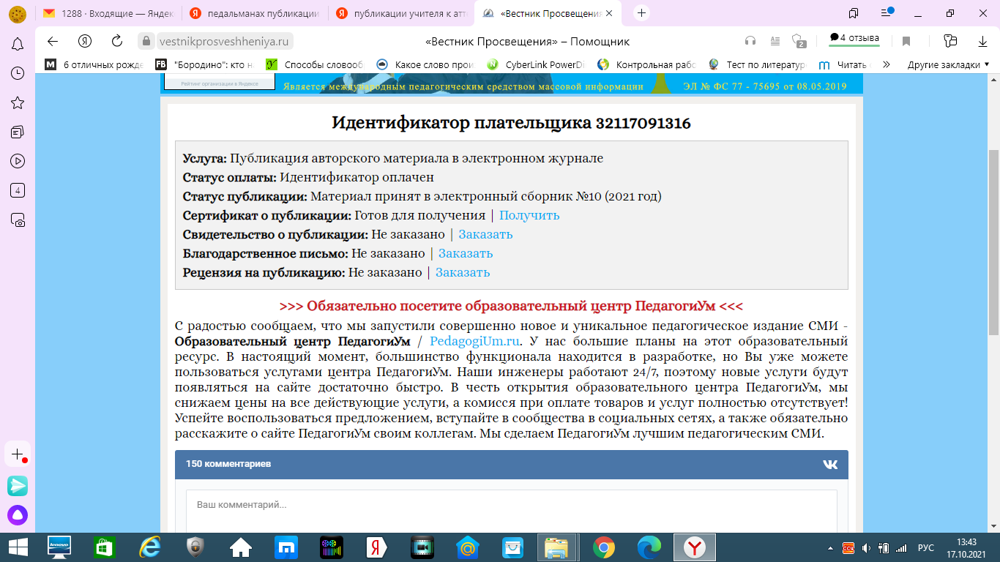 1288 · Входящие — Яндек
педальманах публикации
публикации учителя к атт
«Вестник Просвещения»
vestnikprosveshheniya.ru
«Вестник Просвещения» – Помощник
2
4 отзыва
6 отличных рожде
"Бородино": кто на
Способы словооб
Какое слово прои
CyberLink PowerDi
Контрольная рабо
Тест по литератур
Читать
Другие закладки
Рейтинг организации в Яндексе
Является международным педагогическим средством массовой информации
ЭЛ № ФС 77 - 75695 от 08.05.2019
Идентификатор плательщика 32117091316
Услуга: Публикация авторского материала в электронном журнале
Статус оплаты: Идентификатор оплачен
Статус публикации: Материал принят в электронный сборник №10 (2021 год)
Сертификат о публикации: Готов для получения | Получить
Свидетельство о публикации: Не заказано | Заказать
Благодарственное письмо: Не заказано | Заказать
Рецензия на публикацию: Не заказано | Заказать
>>> Обязательно посетите образовательный центр ПедагогиУм <<<
С радостью сообщаем, что мы запустили совершенно новое и уникальное педагогическое издание СМИ -
Образовательный центр ПедагогиУм / PedagogiUm.ru. У нас большие планы на этот образовательный
ресурс. В настоящий момент, большинство функционала находится в разработке, но Вы уже можете
пользоваться услугами центра ПедагогиУм. Наши инженеры работают 24/7, поэтому новые услуги будут
появляться на сайте достаточно быстро. В честь открытия образовательного центра ПедагогиУм, мы
снижаем цены на все действующие услуги, а комисся при оплате товаров и услуг полностью отсутствует!
Успейте воспользоваться предложением, вступайте в сообщества в социальных сетях, а также обязательно
расскажите о сайте ПедагогиУм своим коллегам. Мы сделаем ПедагогиУм лучшим педагогическим СМИ.
150 комментариев
Ваш комментарий...
4
lenovo
РУС
13:43
17.10.2021